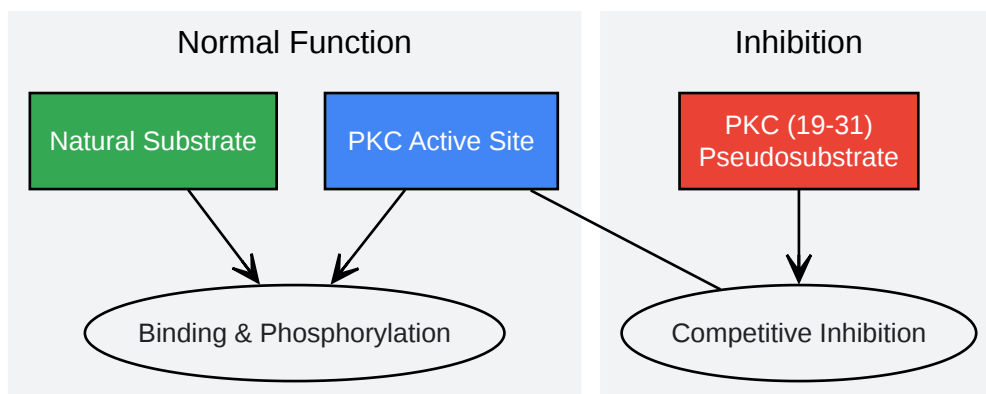 Normal Function
Inhibition
Natural Substrate
PKC Active Site
PKC (19-31)
Pseudosubstrate
Binding & Phosphorylation
Competitive Inhibition